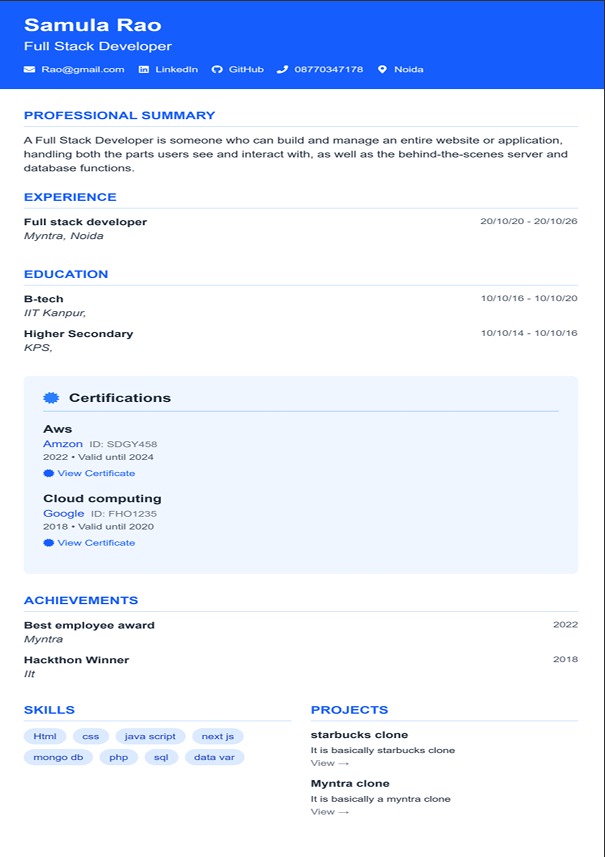 Samula Rao
Full Stack Developer
Rao@gmail.com LinkedIn GitHub 08770347178 Noida
PROFESSIONAL SUMMARY
A Full Stack Developer is someone who can build and manage an entire website or application,
handling both the parts users see and interact with, as well as the behind-the-scenes server and
database functions.
EXPERIENCE
Full stack developer 20/10/20 - 20/10/26
Myntra, Noida
EDUCATION
B-tech 10/10/16 - 10/10/20
IIT Kanpur,
Higher Secondary 10/10/14 - 10/10/16
KPS,
Certifications
Aws
Amzon ID: SDGY458
2022 • Valid until 2024
View Certificate
Cloud computing
Google ID: FHO1235
2018 • Valid until 2020
View Certificate
ACHIEVEMENTS
Best employee award 2022
Myntra
Hackthon Winner 2018
IIt
SKILLS
Html css java script next js
mongo db php sql data var
PROJECTS
starbucks clone
It is basically starbucks clone
View →
Myntra clone
It is basically a myntra clone
View →